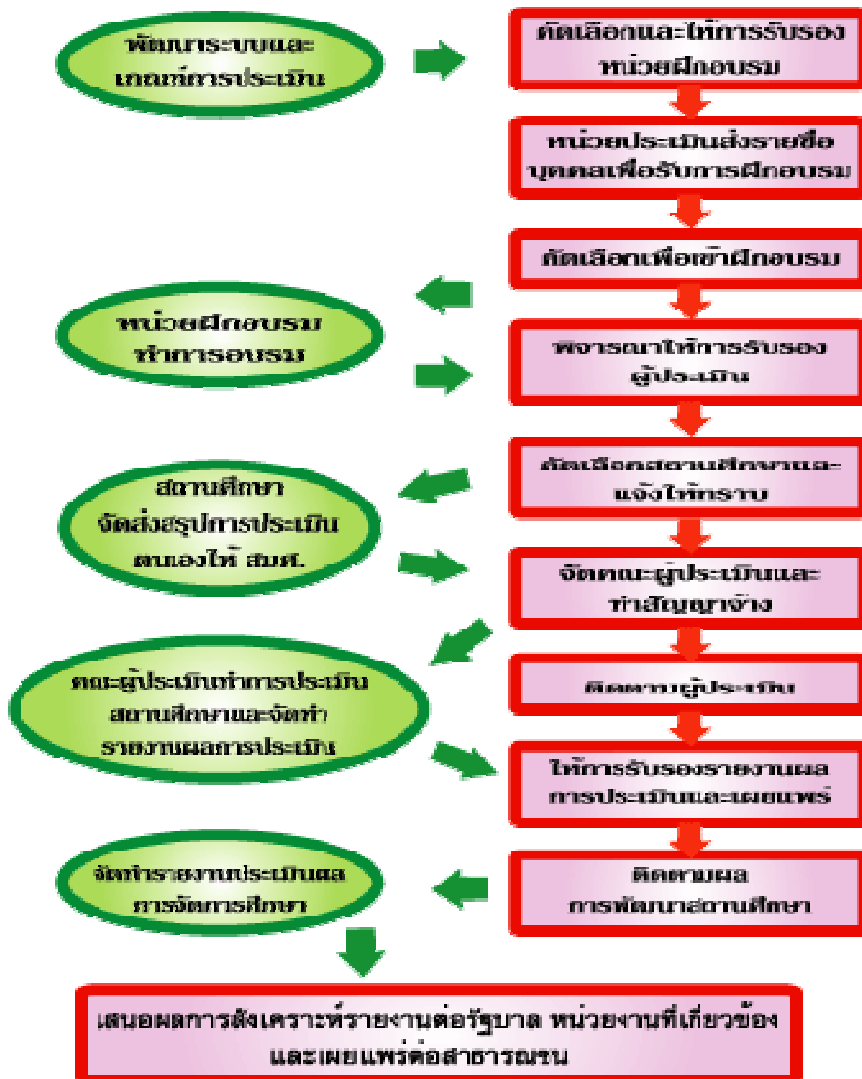 พัฒนาระบบและ
เกณฑ์การประเมิน
คัดเลือกและให้การรับรอง
หน่วยฝึกอบรม
หน่วยประเมินส่งรายชื่อ
บุคคลเพื่อรับการฝึกอบรม
คัดเลือกเพื่อเข้าฝึกอบรม
หน่วยฝึกอบรม
ทำการอบรม
พิจารณาให้การรับรอง
ผู้ประเมิน
คัดเลือกสถานศึกษาและ
แจ้งให้ทราบ
สถานศึกษา
จัดส่งสรุปการประเมิน
ตนเองให้ สมศ.
จัดคณะผู้ประเมินและ
ทำสัญญาจ้าง
คณะผู้ประเมินทำการประเมิน
สถานศึกษาและจัดทำ
รายงานผลการประเมิน
ติดตามผู้ประเมิน
ให้การรับรองรายงานผล
การประเมินและเผยแพร่
จัดทำรายงานประเมินผล
การจัดการศึกษา
ติดตามผล
การพัฒนาสถานศึกษา
เสนอผลการสังเคราะห์รายงานต่อรัฐบาล หน่วยงานที่เกี่ยวข้อง
และเผยแพร่ต่อสาธารณชน